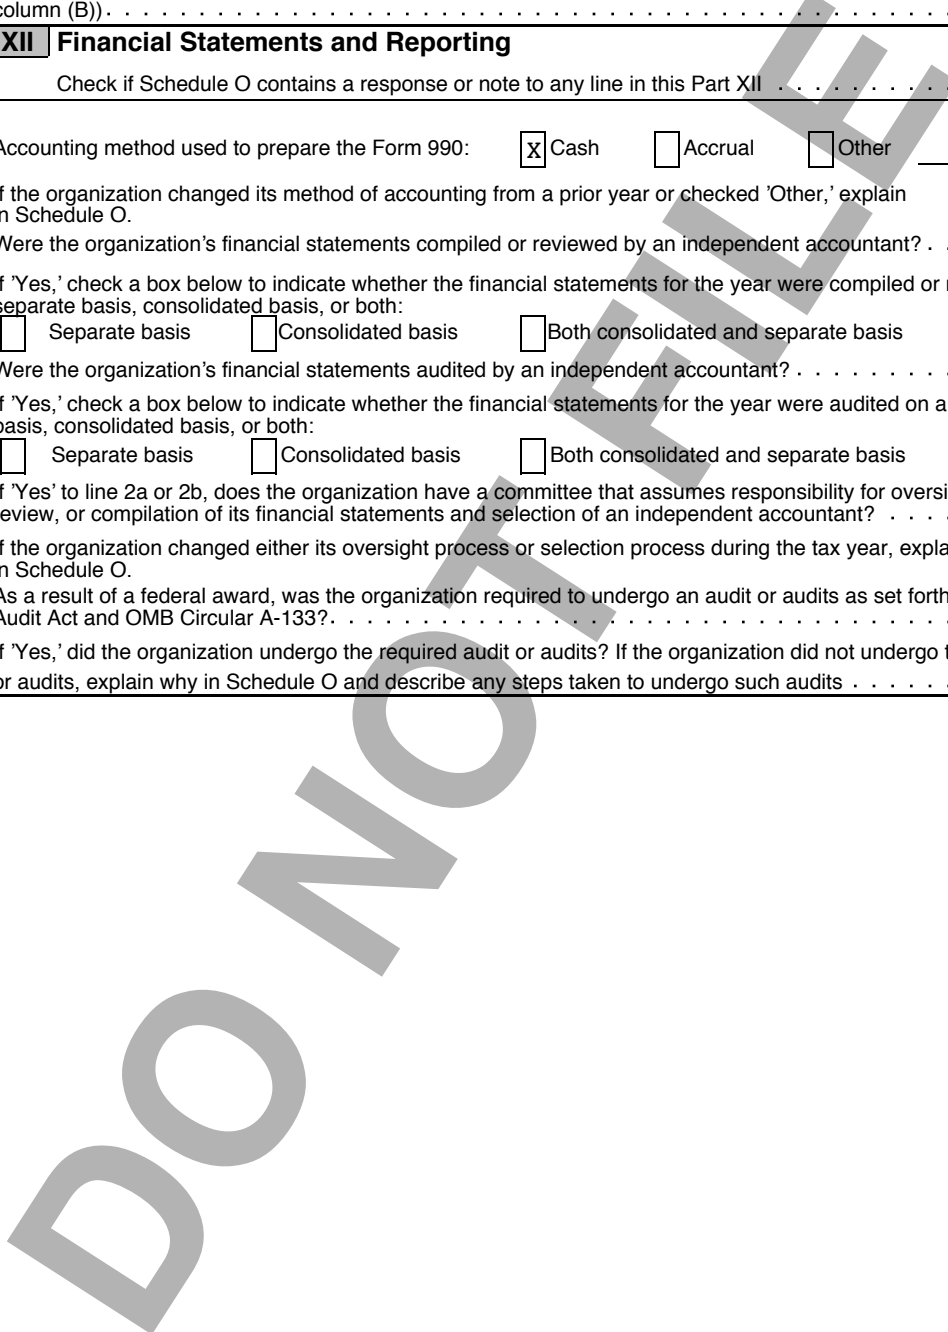 column (B)) . . . . . . . . . . . . . . . . . . . . . . . . . . . . . . . . . . . . . . . . . . . . . .
XII Financial Statements and Reporting
Check if Schedule O contains a response or note to any line in this Part XII . . . . . . . . . .
Accounting method used to prepare the Form 990: X Cash Accrual Other
If the organization changed its method of accounting from a prior year or checked 'Other,' explain
in Schedule O.
Were the organization's financial statements compiled or reviewed by an independent accountant? . .
If 'Yes,' check a box below to indicate whether the financial statements for the year were compiled or
separate basis, consolidated basis, or both:
Separate basis Consolidated basis Both consolidated and separate basis
Were the organization's financial statements audited by an independent accountant? . . . . . . . . .
If 'Yes,' check a box below to indicate whether the financial statements for the year were audited on a
basis, consolidated basis, or both:
Separate basis Consolidated basis Both consolidated and separate basis
If 'Yes' to line 2a or 2b, does the organization have a committee that assumes responsibility for oversi
review, or compilation of its financial statements and selection of an independent accountant? . . . .
If the organization changed either its oversight process or selection process during the tax year, expla
in Schedule O.
As a result of a federal award, was the organization required to undergo an audit or audits as set forth
Audit Act and OMB Circular A-133? . . . . . . . . . . . . . . . . . . . . . . . . . . . . . . . . . .
If 'Yes,' did the organization undergo the required audit or audits? If the organization did not undergo t
or audits, explain why in Schedule O and describe any steps taken to undergo such audits . . . . . .
DO NOT FILE